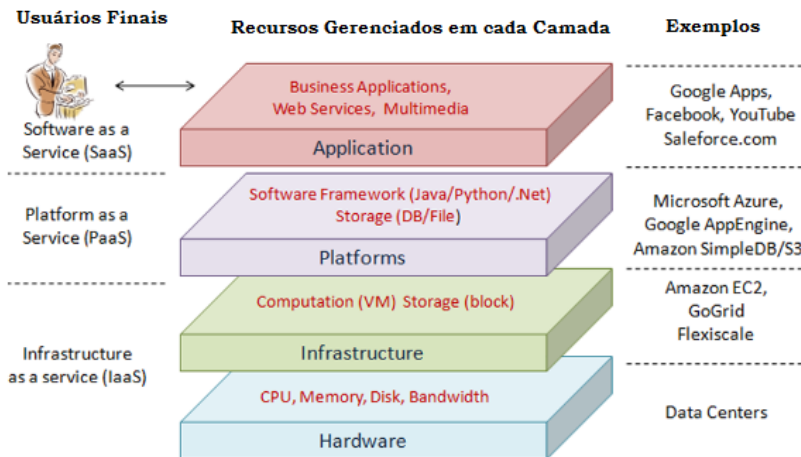 Usuários Finais
Recursos Gerenciados em cada Camada
Exemplos
Software as a
Service (SaaS)
Business Applications,
Web Services, Multimedia
Application
Google Apps,
Facebook, YouTube
Saleforce.com
Platform as a
Service (PaaS)
Software Framework (Java/Python/.Net)
Storage (DB/File)
Platforms
Microsoft Azure,
Google AppEngine,
Amazon SimpleDB/S3
Infrastructure
as a service (IaaS)
Computation (VM) Storage (block)
Infrastructure
Amazon EC2,
GoGrid
Flexiscale
CPU, Memory, Disk, Bandwidth
Hardware
Data Centers